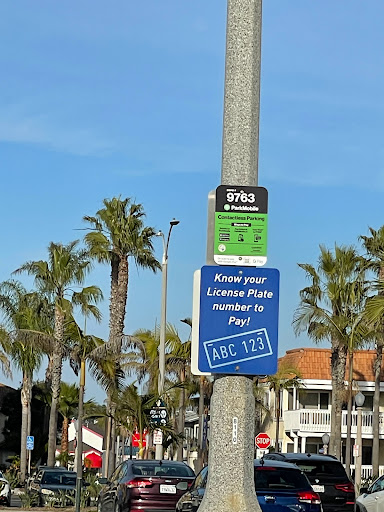 9763
ParkMobile
Contactless Parking
Know your
License Plate
number to
Pay!
ABC 123
STOP